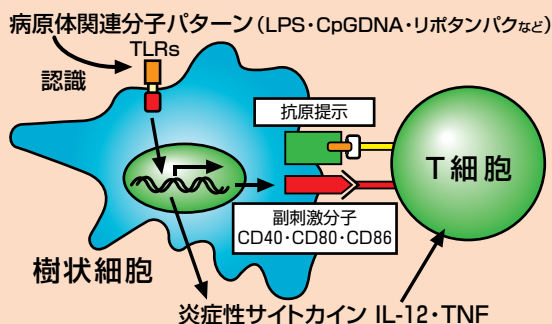 病原体関連分子パターン（LPS・CpGDNA・リポタンパクなど）
TLRs
認識
抗原提示
T細胞
副刺激分子
CD40・CD80・CD86
樹状細胞
炎症性サイトカイン IL-12・TNF